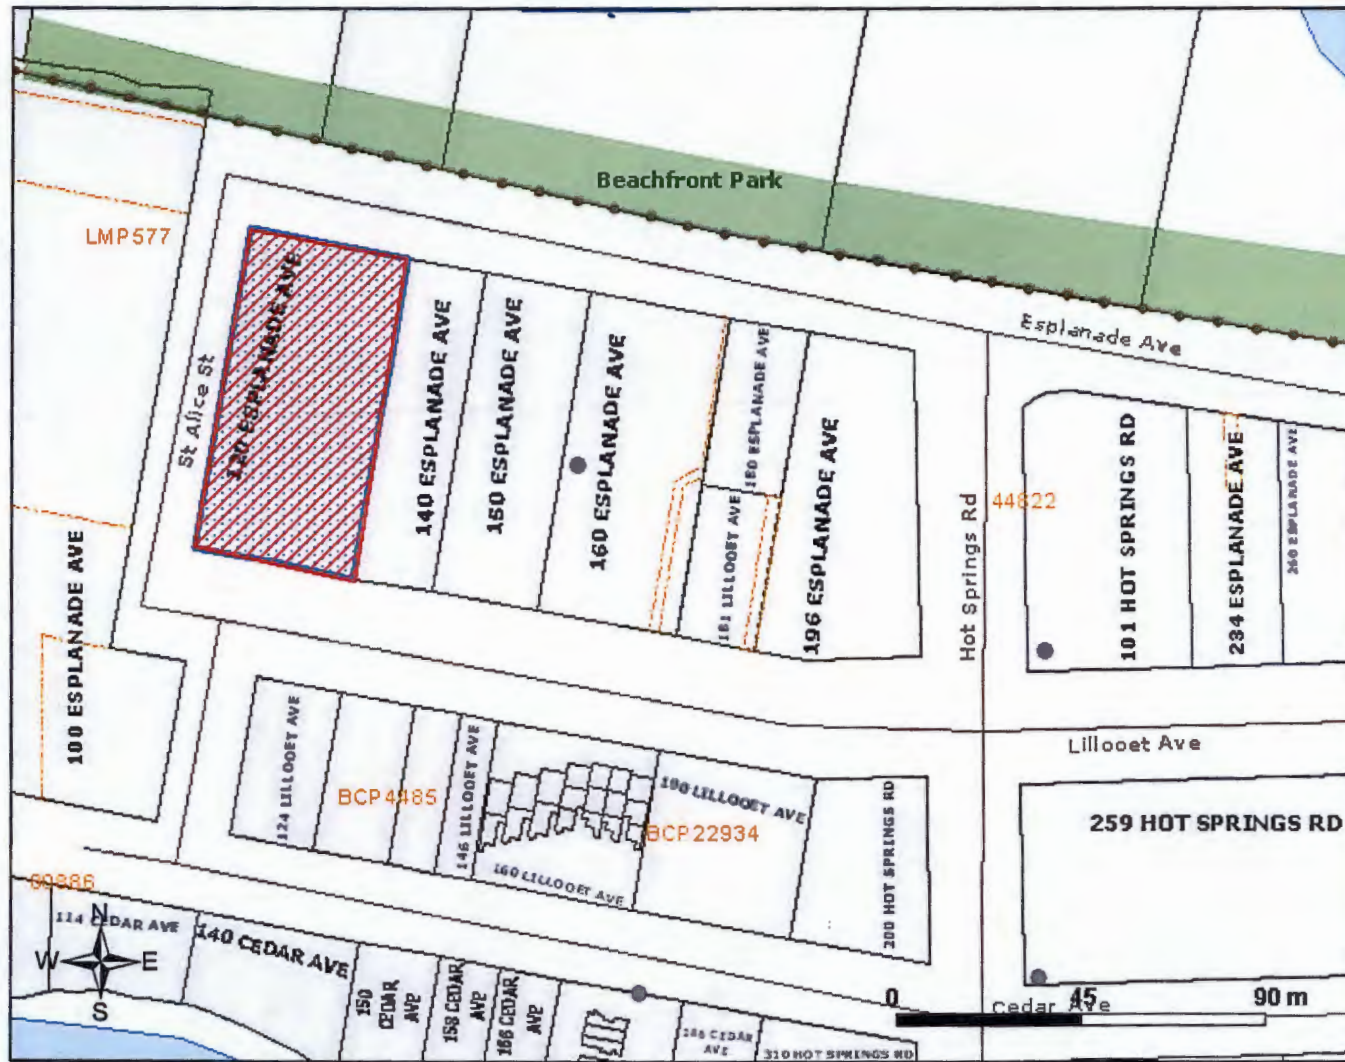 Beachfront Park
LMP577
Esplanade Ave
St Alice St
120 ESPLANADE AVE
140 ESPLANADE AVE
150 ESPLANADE AVE
160 ESPLANADE AVE
180 ESPLANADE AVE
181 LILLOOET AVE
196 ESPLANADE AVE
Hot Springs Rd
44822
101 HOT SPRINGS RD
234 ESPLANADE AVE
260 ESPLANADE AVE
100 ESPLANADE AVE
Lillooet Ave
124 LILLOOET AVE
BCP4485
146 LILLOOET AVE
160 LILLOOET AVE
190 LILLOOET AVE
BCP22934
200 HOT SPRINGS RD
259 HOT SPRINGS RD
114 CEDAR AVE
140 CEDAR AVE
150
CEDAR
AVE
158 CEDAR
AVE
166 CEDAR
AVE
AVE
310 HOT SPRINGS RD
Cedar Ave
N
W
E
S
0
45
90 m